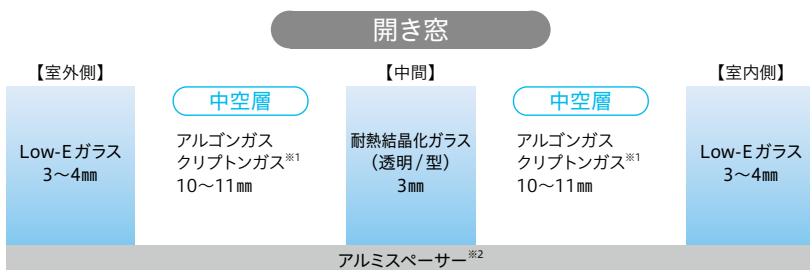 開き窓
【室外側】
【中間】
【室内側】
Low-Eガラス
3〜4㎜
中空層
アルゴンガス
クリプトンガス※1
10〜11㎜
耐熱結晶化ガラス
(透明/型)
3㎜
中空層
アルゴンガス
クリプトンガス※1
10〜11㎜
Low-Eガラス
3〜4㎜
アルミスペーサー※2